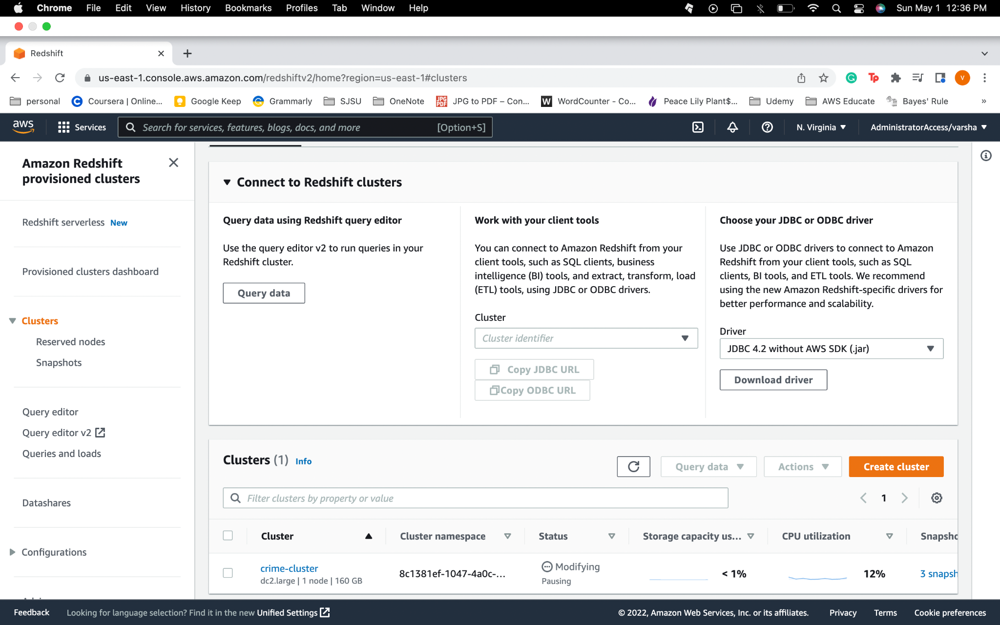 Chrome File Edit View History Bookmarks Profiles Tab Window Help Sun May 1 12:36 PM
Redshift
us-east-1.console.aws.amazon.com/redshiftv2/home?region=us-east-1#clusters
V
personal Coursera | Online... Google Keep Grammarly SJSU OneNote JPG to PDF – Con... WordCounter - Co... Peace Lily Plant$... Udemy AWS Educate Bayes' Rule »
aws Services Search for services, features, blogs, docs, and more [Option+S] N. Virginia AdministratorAccess/varsha
Amazon Redshift
provisioned clusters
Redshift serverless New
Provisioned clusters dashboard
Clusters
Reserved nodes
Snapshots
Query editor
Query editor v2
Queries and loads
Datashares
Configurations
Connect to Redshift clusters
Query data using Redshift query editor
Use the query editor v2 to run queries in your
Redshift cluster.
Query data
Work with your client tools
You can connect to Amazon Redshift from your
client tools, such as SQL clients, business
intelligence (BI) tools, and extract, transform, load
(ETL) tools, using JDBC or ODBC drivers.
Cluster
Cluster identifier
Copy JDBC URL
Copy ODBC URL
Choose your JDBC or ODBC driver
Use JDBC or ODBC drivers to connect to Amazon
Redshift from your client tools, such as SQL
clients, BI tools, and ETL tools. We recommend
using the new Amazon Redshift-specific drivers for
better performance and scalability.
Driver
JDBC 4.2 without AWS SDK (.jar)
Download driver
Clusters (1) Info
Query data Actions Create cluster
Filter clusters by property or value
1
Cluster Cluster namespace Status Storage capacity us... CPU utilization Snapsho
crime-cluster 8c1381ef-1047-4a0c-... Modifying < 1% 12% 3 snapsh
dc2.large | 1 node | 160 GB Pausing
Feedback Looking for language selection? Find it in the new Unified Settings © 2022, Amazon Web Services, Inc. or its affiliates. Privacy Terms Cookie preferences